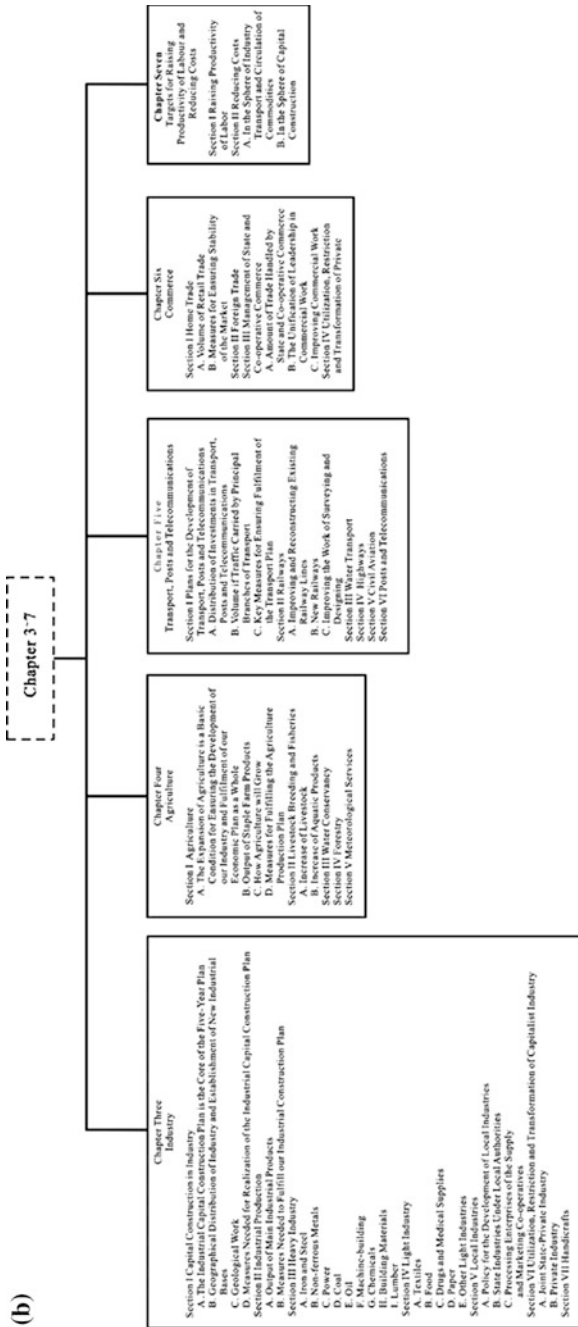 (b)
Chapter 3-7
Chapter Three
Industry
Section I Capital Construction in Industry
A. The Industrial Capital Construction Plan is the Core of the Five-Year Plan
B. Geographical Distribution of Industry and Establishment of New Industrial
Bases
C. Geological Work
D. Measures Needed for Realization of the Industrial Capital Construction Plan
Section II Industrial Production
A. Output of Main Industrial Products
B. Measures Needed to Fulfill our Industrial Construction Plan
Section III Heavy Industry
A. Iron and Steel
B. Non-ferrous Metals
C. Power
D. Coal
E. Oil
F. Machine-building
G. Chemicals
H. Building Materials
I. Lumber
Section IV Light Industry
A. Textiles
B. Food
C. Drugs and Medical Supplies
D. Paper
E. Other Light Industries
Section V Local Industries
A. Policy for the Development of Local Industries
B. State Industries Under Local Authorities
C Processing Enterprises of the Supply
and Marketing Co-operatives
Section VI Utilization, Restriction and Transformation of Capitalist Industry
A. Joint State-Private Industry
B. Private Industry
Section VII Handicrafts
Chapter Four
Agriculture
Section I Agriculture
A. The Expansion of Agriculture is a Basic
Condition for Ensuring the Development of
our Industry and Fulfilment of our
Economic Plan as a Whole
B. Output of Staple Farm Products
C. How Agriculture will Grow
D. Measures for Fulfilling the Agriculture
Production Plan
Section II Livestock Breeding and Fisheries
A. Increase of Livestock
B. Increase of Aquatic Products
Section III Water Conservancy
Section IV Forestry
Section V Meteorological Services
Chapter Five
Transport, Posts and Telecommunications
Section I Plans for the Development of
Transport, Posts and Telecommunications
A Distribution of Investments in Transport,
Posts and Telecommunications
B. Volume if Traffic Carried by Principal
Branches of Transport
C. Key Measures for Ensuring Fulfilment of
the Transport Plan
Section II Railways
A. Improving and Reconstructing Existing
Railway Lines
B. New Railways
C. Improving the Work of Surveying and
Designing
Section III Water Transport
Section IV Highways
Section V Civil Aviation
Section VI Posts and Telecommunications
Chapter Six
Commerce
Section I Home Trade
A. Volume of Retail Trade
B. Measures for Ensuring Stability
of the Market
Section II Foreign Trade
Section III Management of State and
Co-operative Commerce
A. Amount of Trade Handled by
State and Co-operative Commerce
B. The Unification of Leadership in
Commercial Work
C. Improving Commercial Work
Section IV Utilization, Restriction
and Transformation of Private
Chapter Seven
Targets for Raising
Productivity of Labour and
Reducing Costs
Section I Raising Productivity
of Labor
Section II Reducing Costs
A. In the Sphere of Industry
Transport and Circulation of
Commodities
B. In the Sphere of Capital
Construction